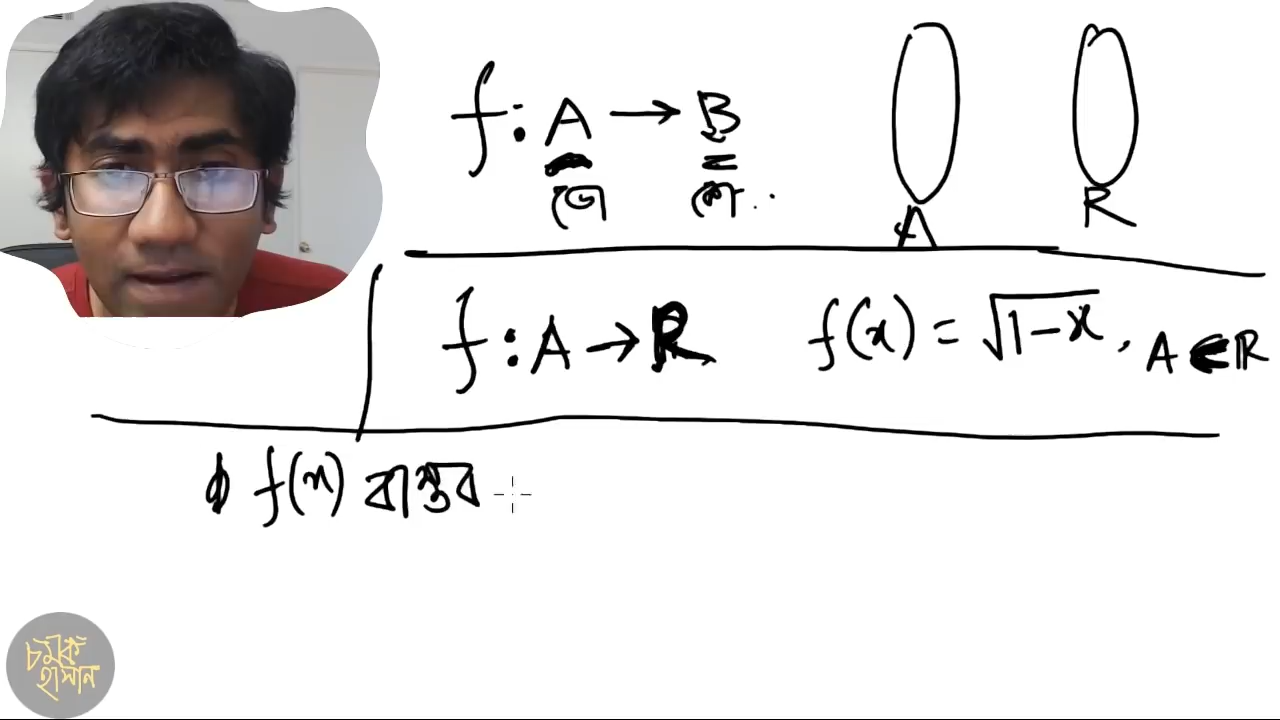 f : A → B
ডো কো..
A R
f : A → R f(x) = √(1-x), A ⊂ ℝ
f(x) বাস্তব
চমক
হাসান